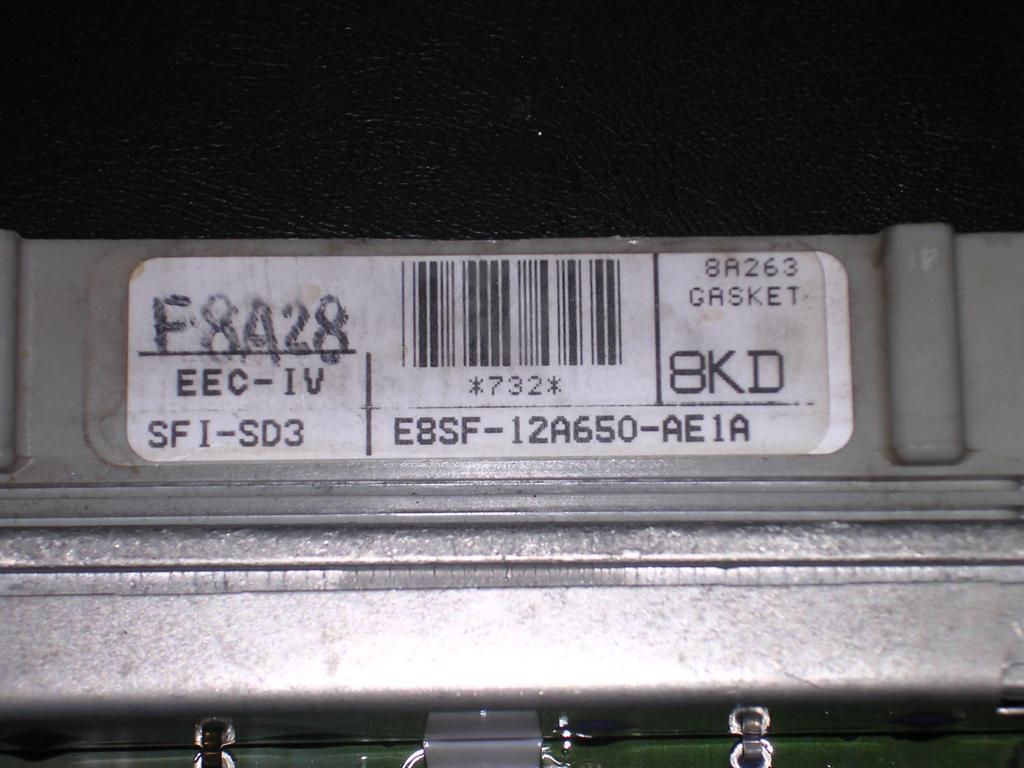 F8A28
EEC-IV
SFI-SD3
*732*
E8SF-12A650-AE1A
8A263
GASKET
8KD